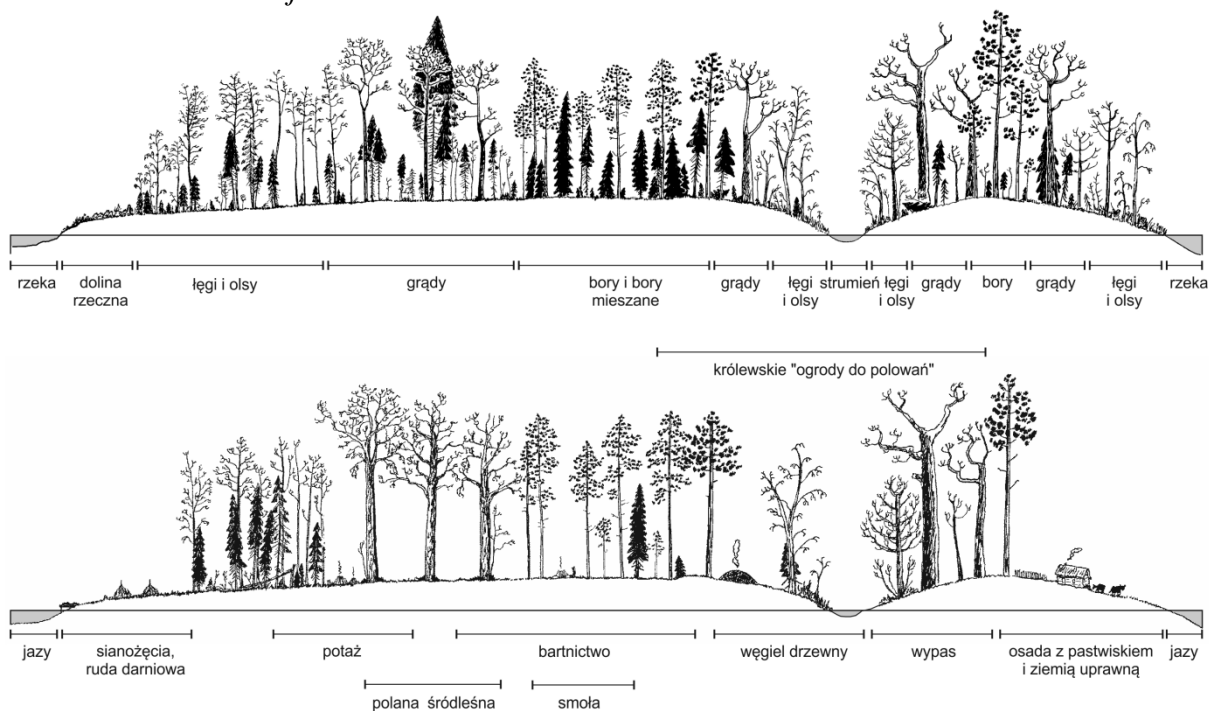 rzeka
dolina
rzeczna
łęgi i olsy
grądy
bory i bory
mieszane
grądy
łęgi
i olsy
strumień
łęgi
i olsy
grądy
bory
grądy
łęgi
i olsy
rzeka
królewskie "ogrody do polowań"
jazy
sianożęcia,
ruda darniowa
potaż
bartnictwo
węgiel drzewny
wypas
osada z pastwiskiem
i ziemią uprawną
jazy
polana śródleśna
smoła